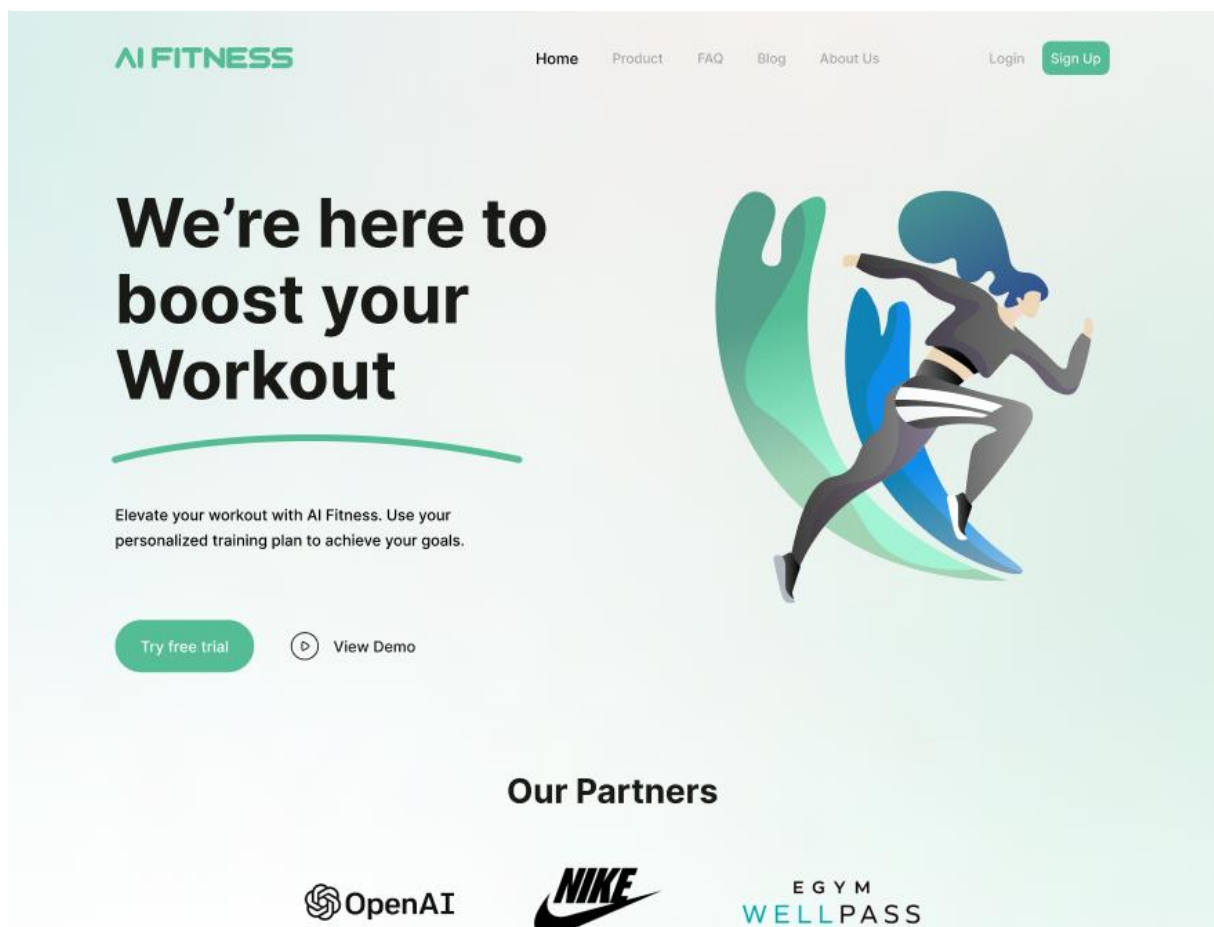 AI FITNESS
Home Product FAQ Blog About Us Login Sign Up
We’re here to
boost your
Workout
Elevate your workout with AI Fitness. Use your
personalized training plan to achieve your goals.
Try free trial View Demo
Our Partners
OpenAI
NIKE
EGYM
WELLPASS